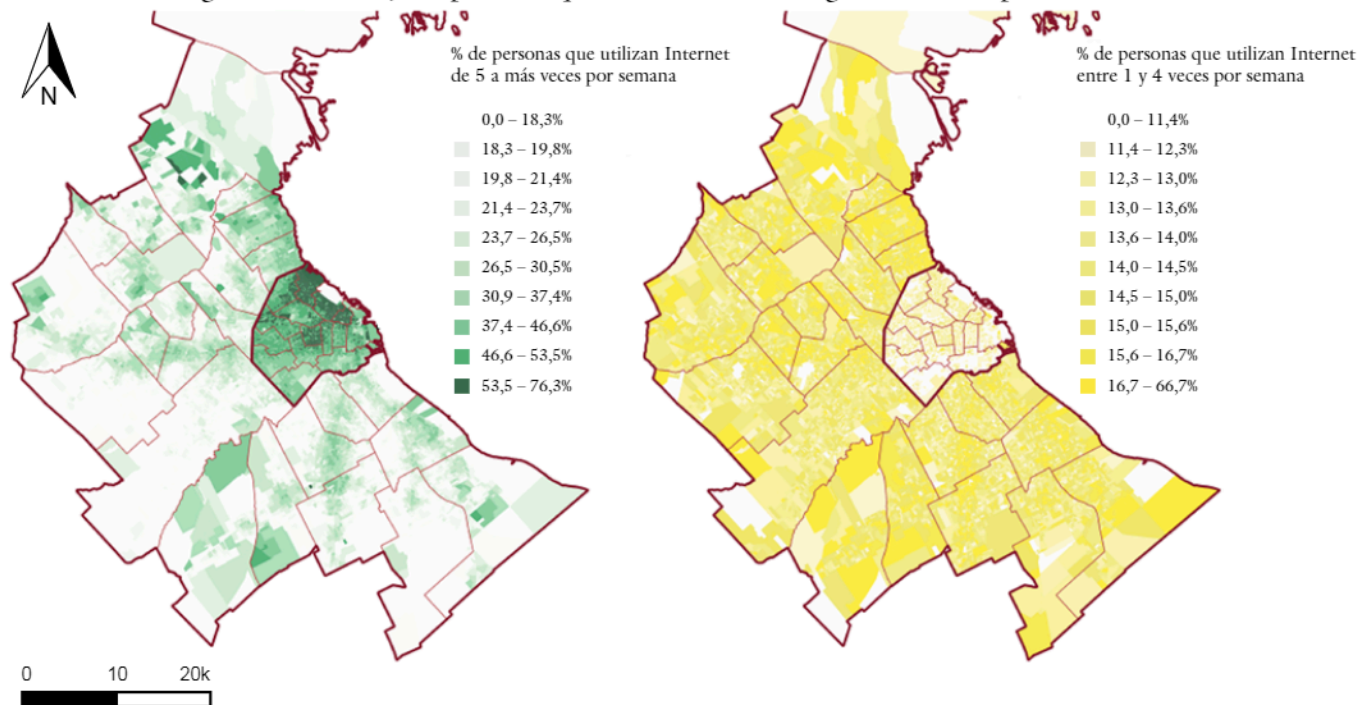 N
% de personas que utilizan Internet
de 5 a más veces por semana
0,0 – 18,3%
18,3 – 19,8%
19,8 – 21,4%
21,4 – 23,7%
23,7 – 26,5%
26,5 – 30,5%
30,9 – 37,4%
37,4 – 46,6%
46,6 – 53,5%
53,5 – 76,3%
% de personas que utilizan Internet
entre 1 y 4 veces por semana
0,0 – 11,4%
11,4 – 12,3%
12,3 – 13,0%
13,0 – 13,6%
13,6 – 14,0%
14,0 – 14,5%
14,5 – 15,0%
15,0 – 15,6%
15,6 – 16,7%
16,7 – 66,7%
0 10 20k